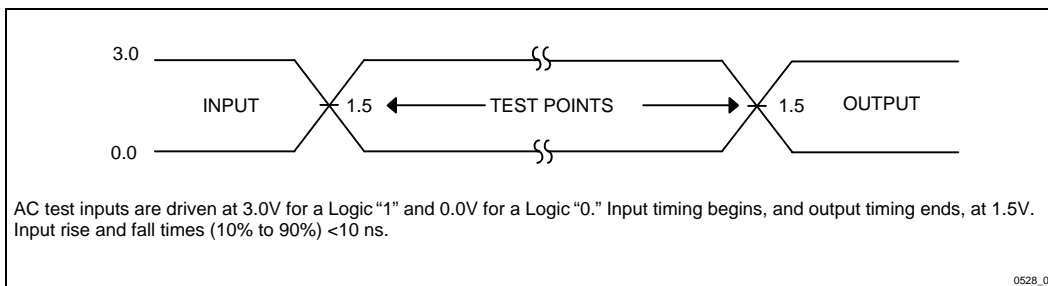 3.0
INPUT 1.5 TEST POINTS 1.5 OUTPUT
0.0
AC test inputs are driven at 3.0V for a Logic “1” and 0.0V for a Logic “0.” Input timing begins, and output timing ends, at 1.5V.
Input rise and fall times (10% to 90%) <10 ns.
0528_0